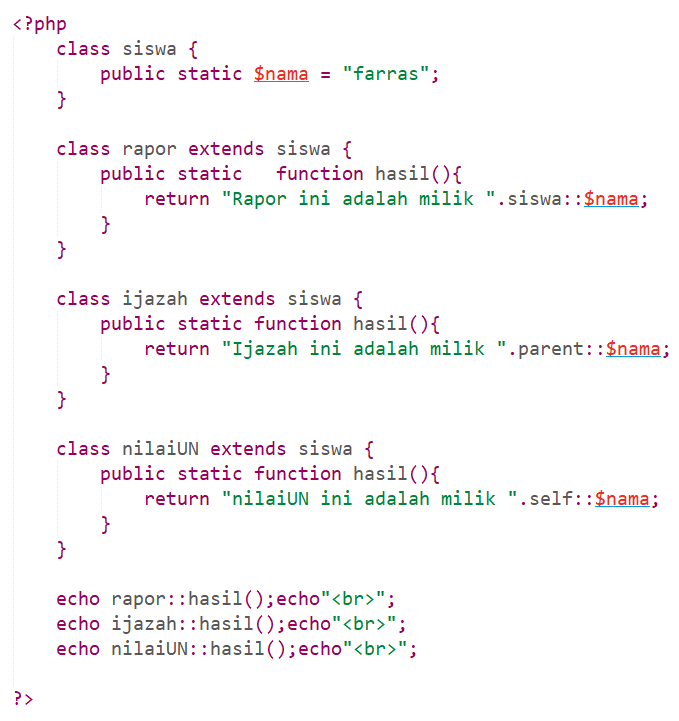 <?php
    class siswa {
        public static $nama = "farras";
    }

    class rapor extends siswa {
        public static   function hasil(){
            return "Rapor ini adalah milik ".siswa::$nama;
        }
    }

    class ijazah extends siswa {
        public static function hasil(){
            return "Ijazah ini adalah milik ".parent::$nama;
        }
    }

    class nilaiUN extends siswa {
        public static function hasil(){
            return "nilaiUN ini adalah milik ".self::$nama;
        }
    }

    echo rapor::hasil();echo"<br>";
    echo ijazah::hasil();echo"<br>";
    echo nilaiUN::hasil();echo"<br>";

?>